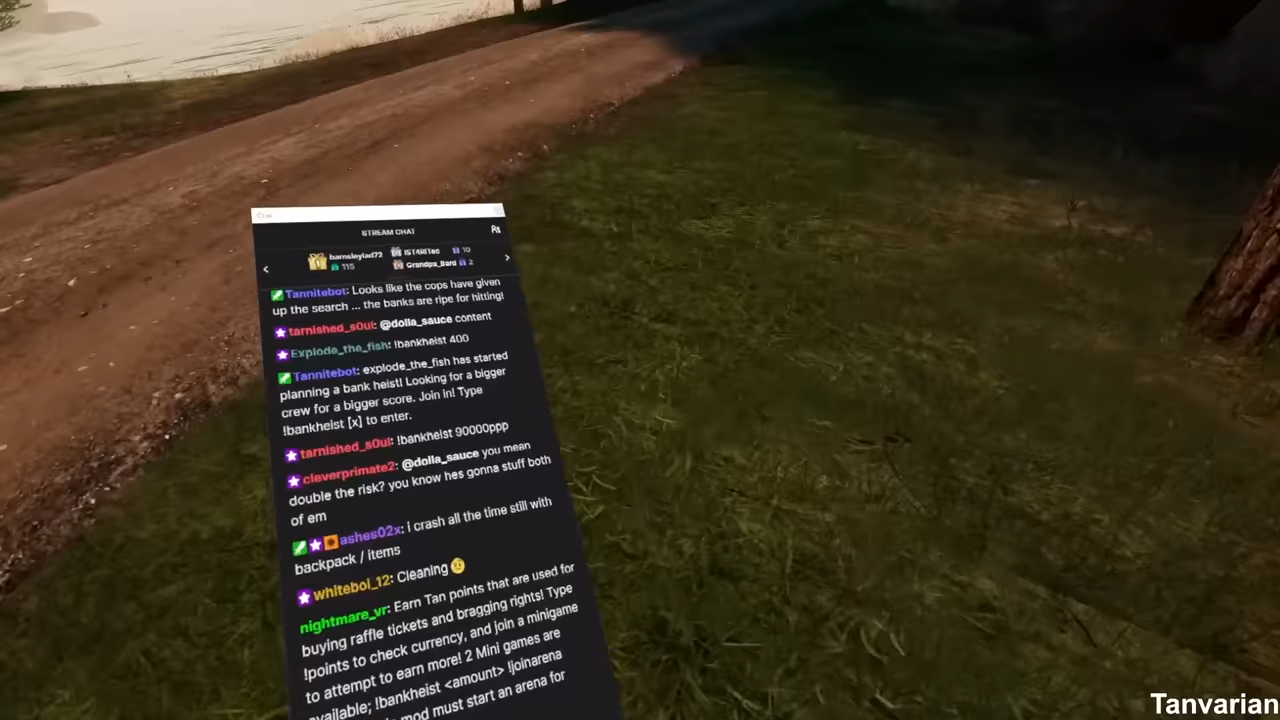 Chat
STREAM CHAT
barnsleylad72
115
IST4RITec 10
Grandpa_Bard 2
Tannitebot: Looks like the cops have given
up the search ... the banks are ripe for hitting!
tarnished_s0ul: @dolla_sauce content
Explode_the_fish: !bankheist 400
Tannitebot: explode_the_fish has started
planning a bank heist! Looking for a bigger
crew for a bigger score. Join in! Type
!bankheist [x] to enter.
tarnished_s0ul: !bankheist 90000ppp
cleverprimate2: @dolla_sauce you mean
double the risk? you know hes gonna stuff both
of em
ashes02x: i crash all the time still with
backpack / items
whiteboi_12: Cleaning
nightmare_vr: Earn Tan points that are used for
buying raffle tickets and bragging rights! Type
!points to check currency, and join a minigame
to attempt to earn more! 2 Mini games are
available; !bankheist <amount> !joinarena
mod must start an arena for
Tanvarian